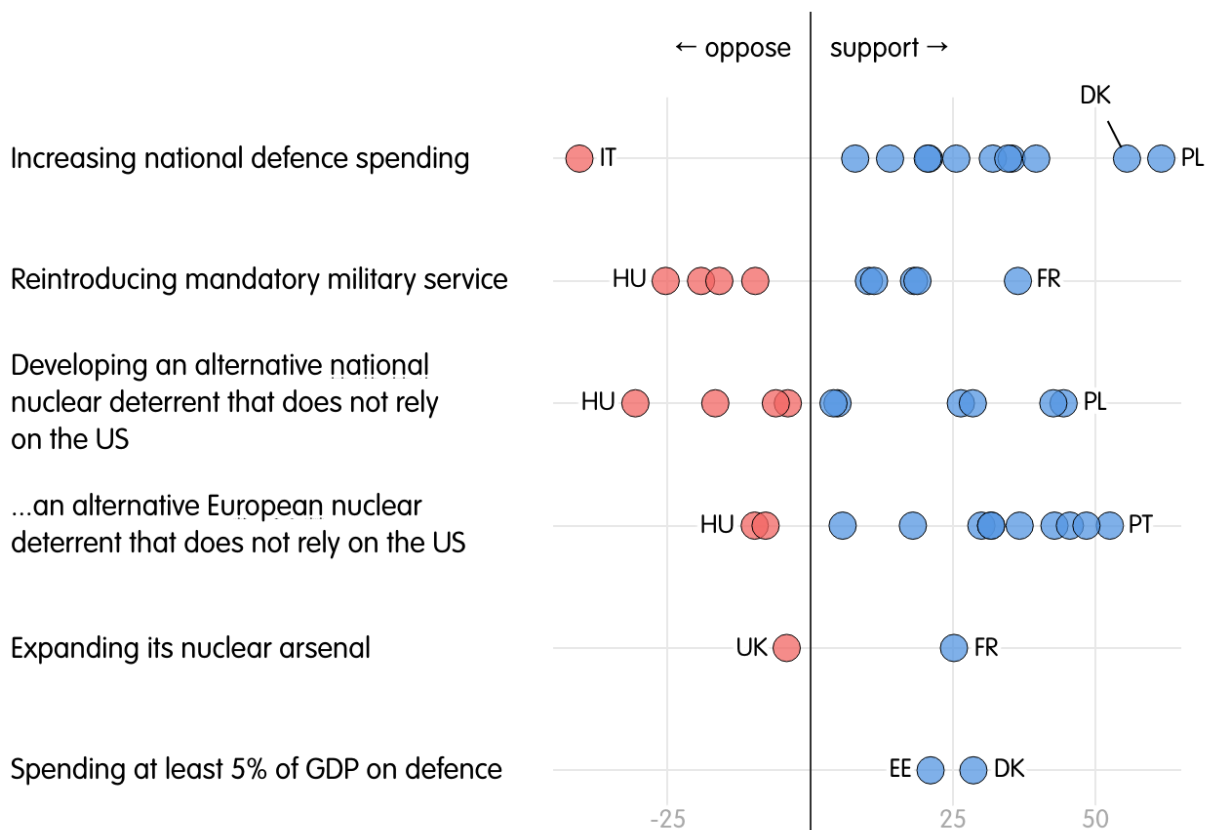 ← oppose support →
DK
Increasing national defence spending IT PL
Reintroducing mandatory military service HU FR
Developing an alternative national
nuclear deterrent that does not rely HU PL
on the US
...an alternative European nuclear
HU PT
deterrent that does not rely on the US
Expanding its nuclear arsenal UK FR
Spending at least 5% of GDP on defence EE DK
-25 25 50